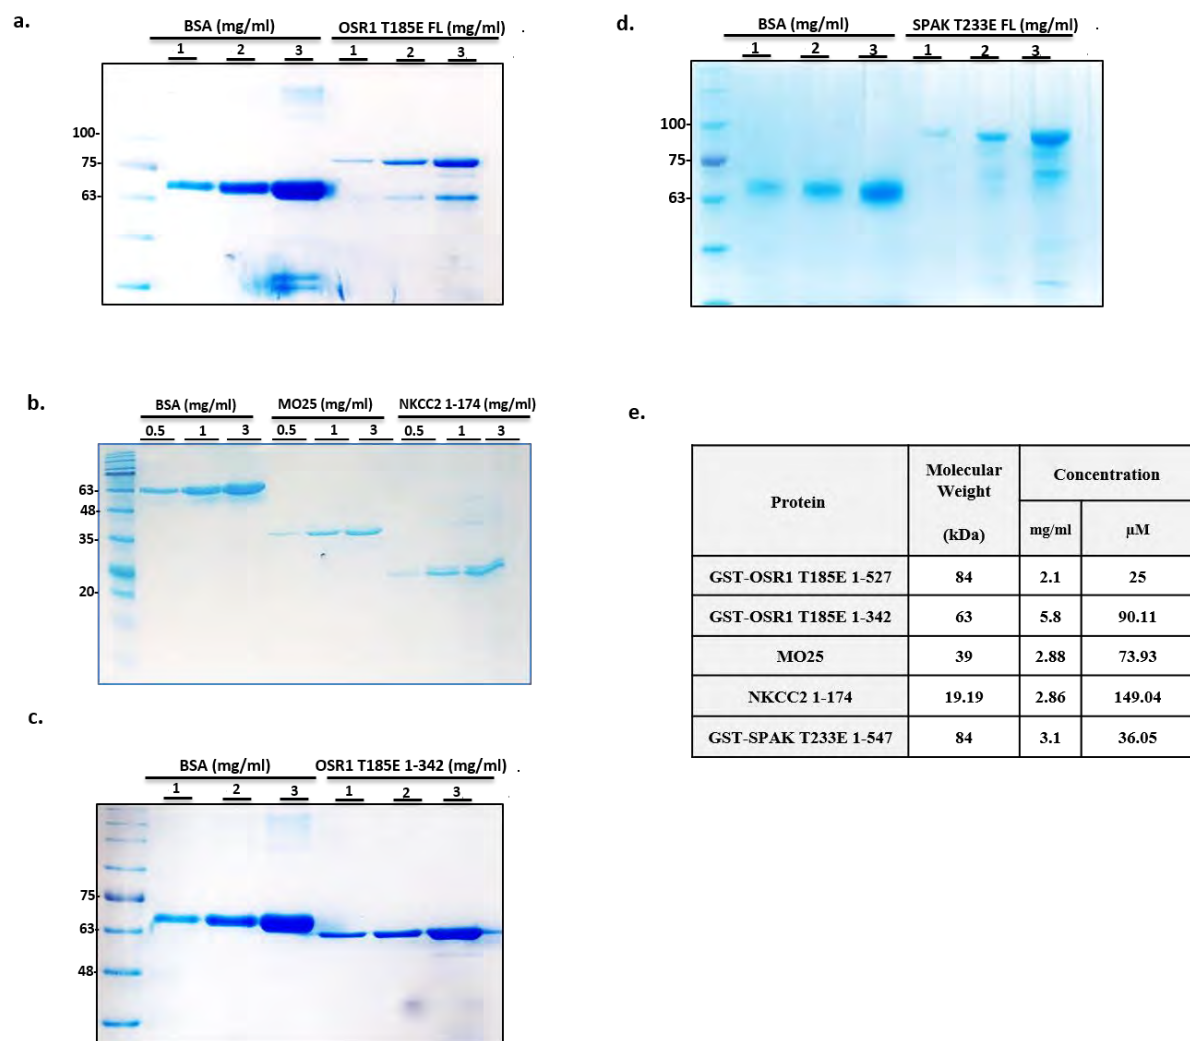 a.
BSA (mg/ml) OSR1 T185E FL (mg/ml)
1 2 3 1 2 3
100-
75-
63-
b.
BSA (mg/ml) MO25 (mg/ml) NKCC2 1-174 (mg/ml)
0.5 1 3 0.5 1 3 0.5 1 3
63-
48-
35-
20-
c.
BSA (mg/ml) OSR1 T185E 1-342 (mg/ml)
1 2 3 1 2 3
75-
63-
48-
d.
BSA (mg/ml) SPAK T233E FL (mg/ml)
1 2 3 1 2 3
100-
75-
63-
e.
Protein Molecular Weight (kDa) Concentration
mg/ml µM
GST-OSR1 T185E 1-527 84 2.1 25
GST-OSR1 T185E 1-342 63 5.8 90.11
MO25 39 2.88 73.93
NKCC2 1-174 19.19 2.86 149.04
GST-SPAK T233E 1-547 84 3.1 36.05